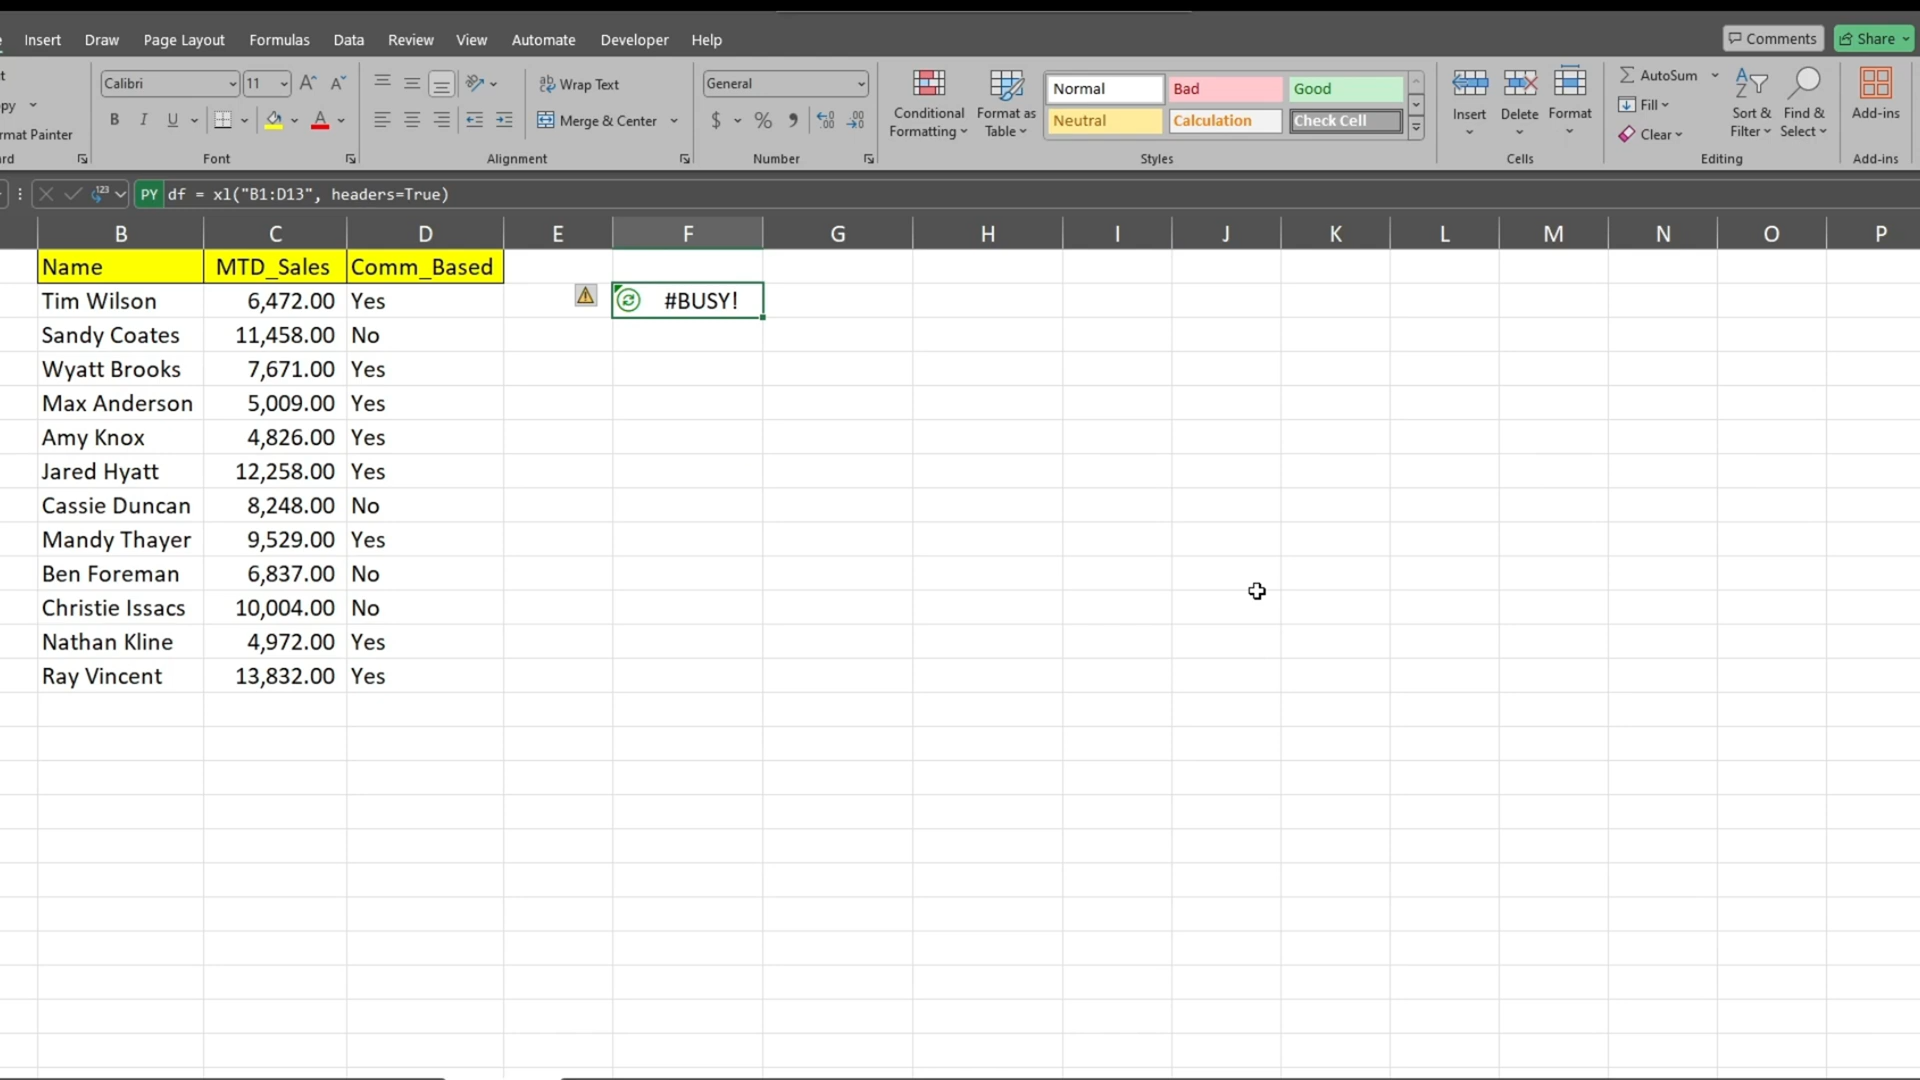 Insert Draw Page Layout Formulas Data Review View Automate Developer Help Comments Share
Calibri 11 Wrap Text General Conditional Formatting Format as Table Normal Bad Good Insert Delete Format AutoSum Sort & Filter Find & Select Add-ins
B I U A Merge & Center $ % Neutral Calculation Check Cell Fill
rmat Painter Clear
Font Alignment Number Styles Cells Editing Add-ins
PY df = xl("B1:D13", headers=True)
B C D E F G H I J K L M N O P
Name MTD_Sales Comm_Based
Tim Wilson 6,472.00 Yes #BUSY!
Sandy Coates 11,458.00 No
Wyatt Brooks 7,671.00 Yes
Max Anderson 5,009.00 Yes
Amy Knox 4,826.00 Yes
Jared Hyatt 12,258.00 Yes
Cassie Duncan 8,248.00 No
Mandy Thayer 9,529.00 Yes
Ben Foreman 6,837.00 No
Christie Issacs 10,004.00 No
Nathan Kline 4,972.00 Yes
Ray Vincent 13,832.00 Yes